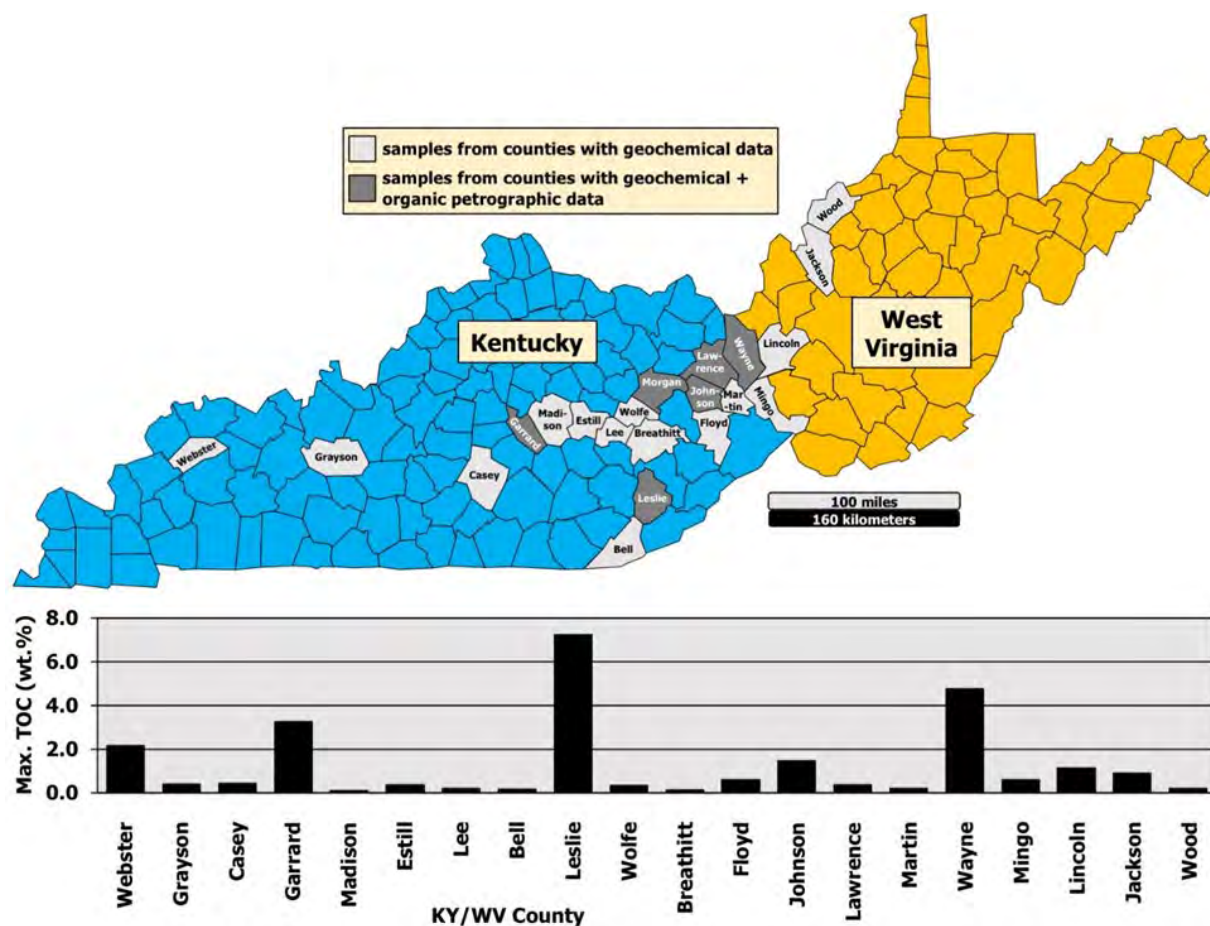 samples from counties with geochemical data
samples from counties with geochemical +
organic petrographic data
Wood
Jackson
Kentucky
West
Virginia
Lincoln
Wayne
Law-
rence
Morgan
John-
son
Mar-
tin
Mingo
Madi-
son
Estill
Wolfe
Lee
Breathitt
Floyd
Garrard
Webster
Grayson
Casey
Leslie
Bell
100 miles
160 kilometers
Max. TOC (wt.%)
8.0
6.0
4.0
2.0
0.0
Webster
Grayson
Casey
Garrard
Madison
Estill
Lee
Bell
Leslie
Wolfe
Breathitt
Floyd
Johnson
Lawrence
Martin
Wayne
Mingo
Lincoln
Jackson
Wood
KY/WV County